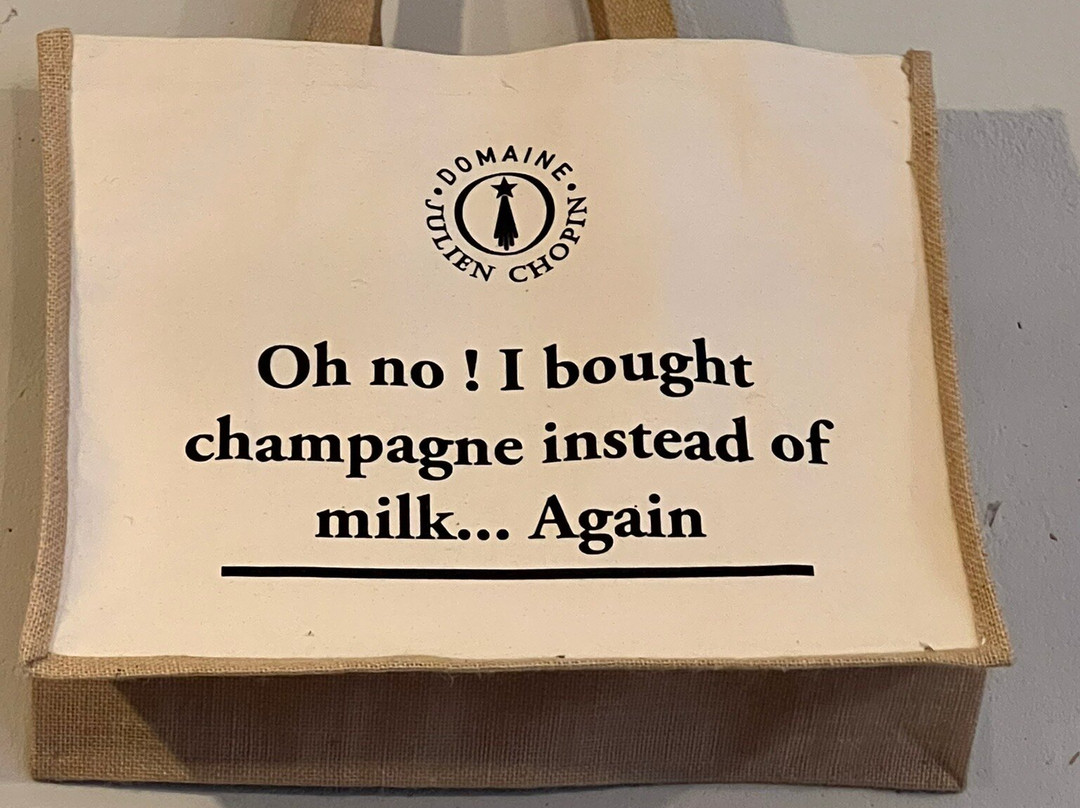 DOMAINE
JULIEN CHOPIN
Oh no ! I bought
champagne instead of
milk... Again